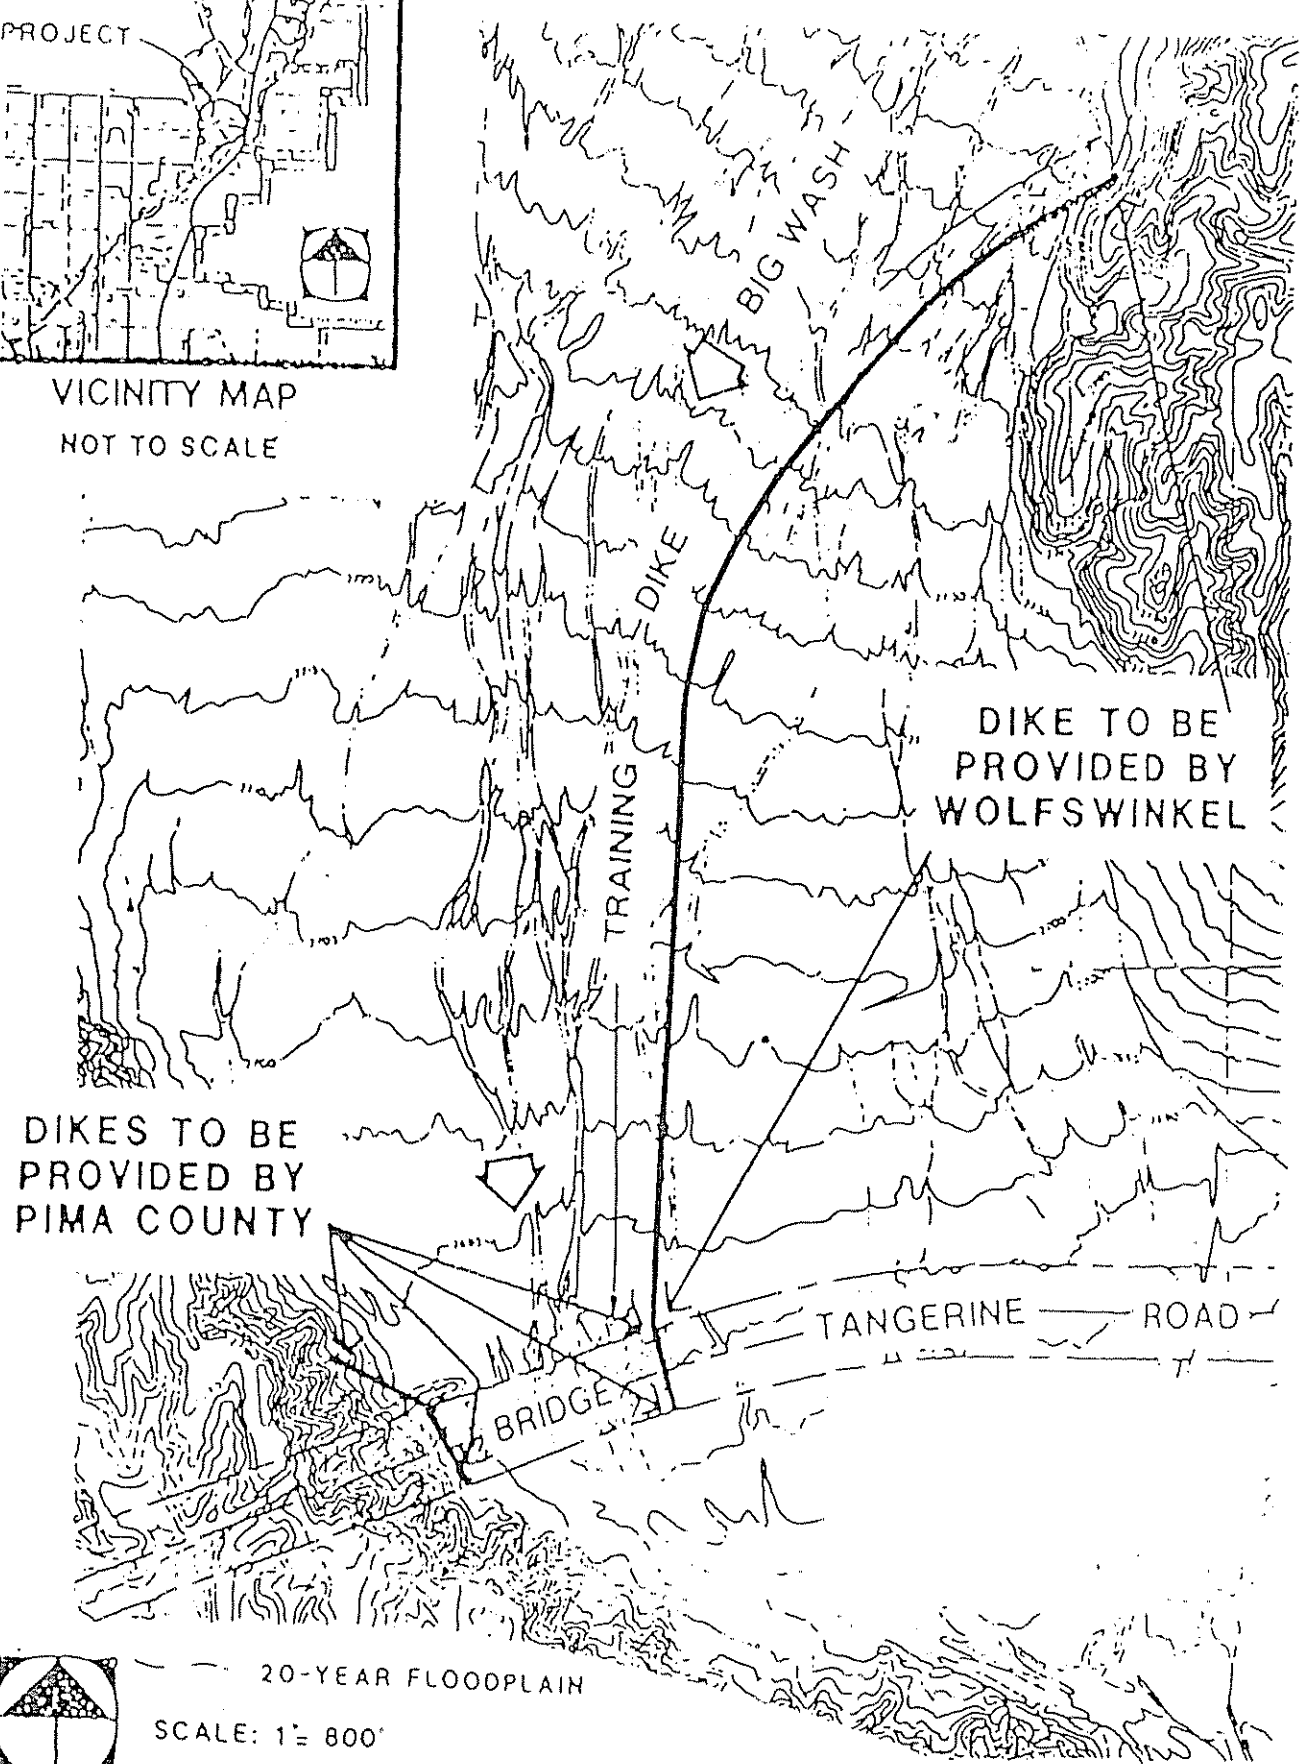 PROJECT
VICINITY MAP
NOT TO SCALE
BIG WASH
TRAINING DIKE
DIKE TO BE
PROVIDED BY
WOLFSWINKEL
DIKES TO BE
PROVIDED BY
PIMA COUNTY
TANGERINE ROAD
BRIDGE
20-YEAR FLOODPLAIN
SCALE: 1"= 800'